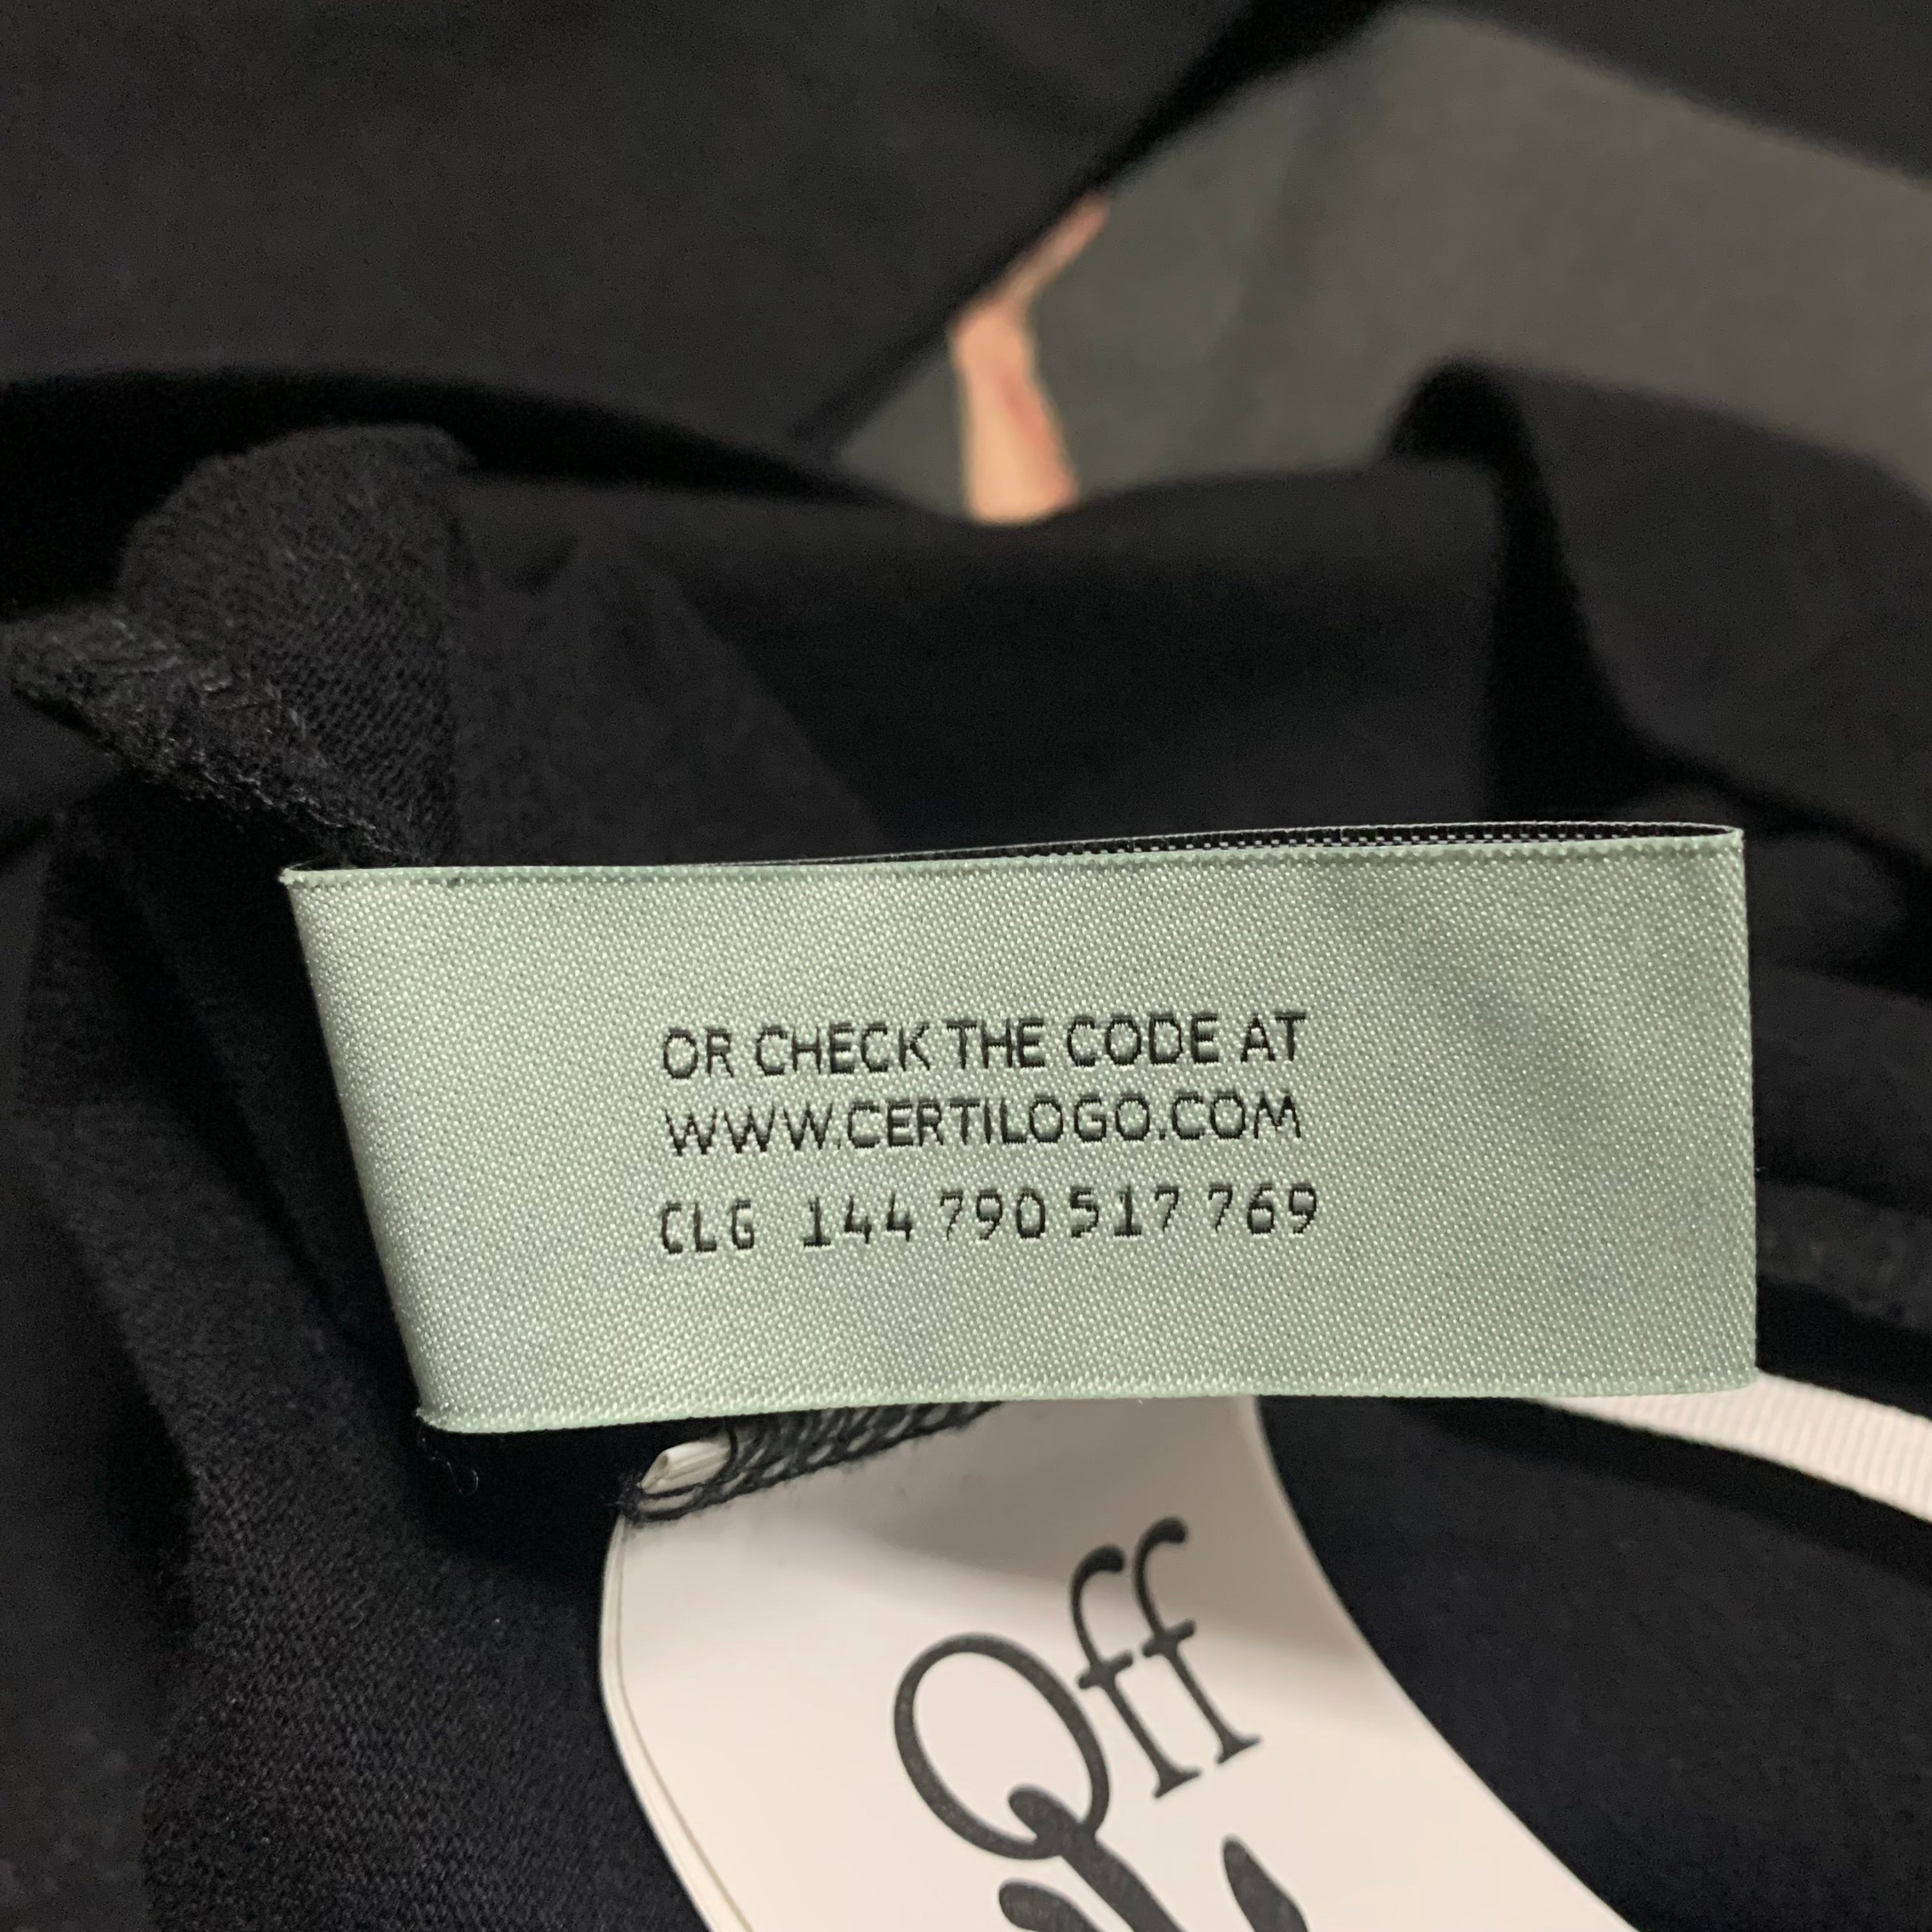 OR CHECK THE CODE AT
WWW.CERTILOGO.COM
CLG 144 790 517 769
Off